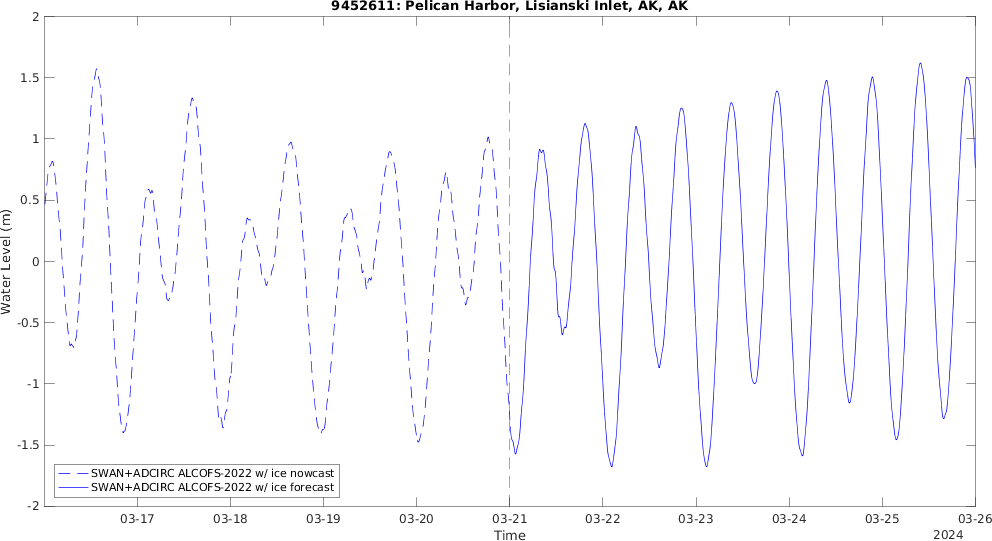 9452611: Pelican Harbor, Lisianski Inlet, AK, AK
Water Level (m)
2
1.5
1
0.5
0
-0.5
-1
-1.5
-2
SWAN+ADCIRC ALCOFS-2022 w/ ice nowcast
SWAN+ADCIRC ALCOFS-2022 w/ ice forecast
03-17 03-18 03-19 03-20 03-21 03-22 03-23 03-24 03-25 03-26
Time
2024